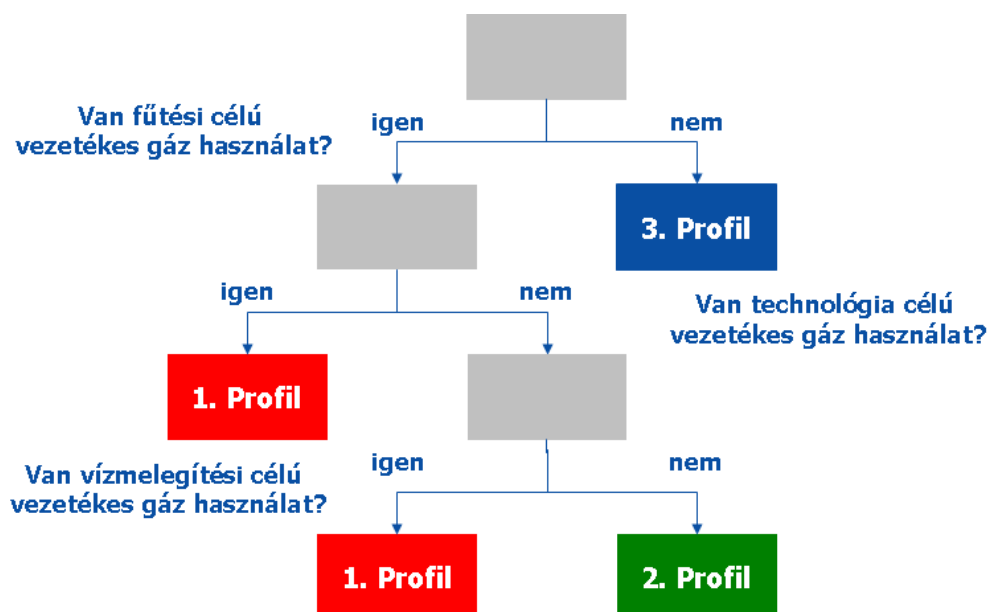 Van fűtési célú
vezetékes gáz használat?
igen
nem
3. Profil
igen
nem
Van technológia célú
vezetékes gáz használat?
1. Profil
Van vízmelegítési célú
vezetékes gáz használat?
igen
nem
1. Profil
2. Profil